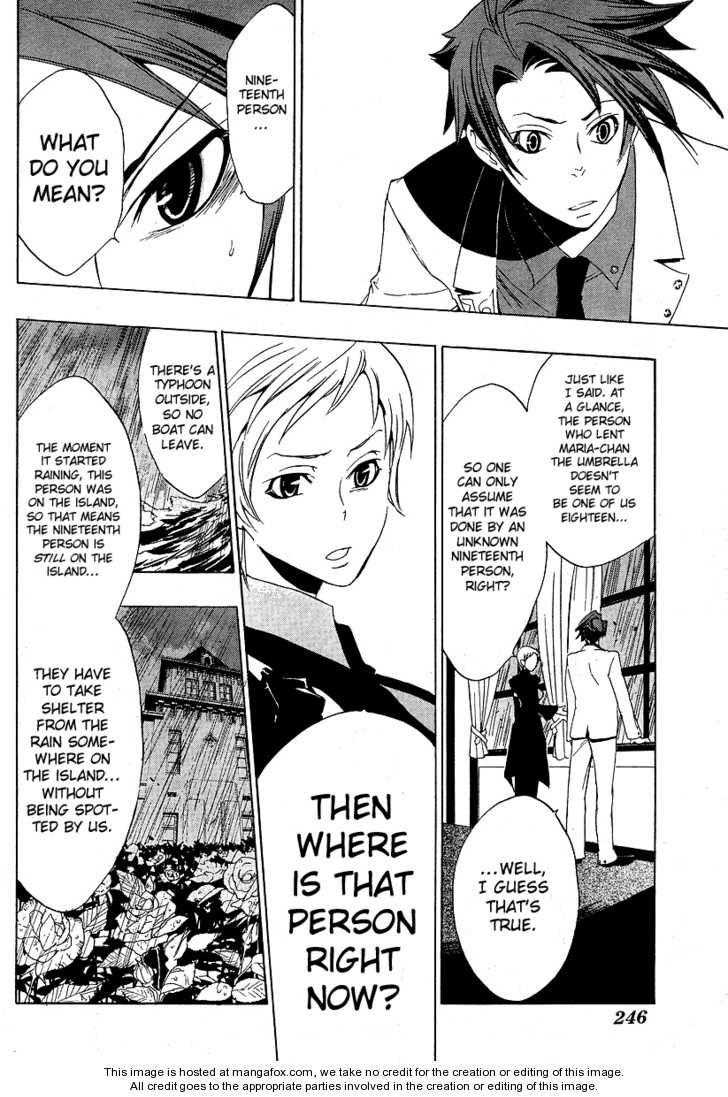 NINE-
TEENTH
PERSON
...
WHAT
DO YOU
MEAN?
JUST LIKE
I SAID. AT
A GLANCE,
THE PERSON
WHO LENT
MARIA-CHAN
THE UMBRELLA
DOESN'T
SEEM
TO BE
ONE OF US
EIGHTEEN...
SO ONE
CAN ONLY
ASSUME
THAT IT WAS
DONE BY AN
UNKNOWN
NINETEENTH
PERSON,
RIGHT?
...WELL,
I GUESS
THAT'S
TRUE.
THEN
WHERE
IS THAT
PERSON
RIGHT
NOW?
THERE'S A
TYPHOON
OUTSIDE,
SO NO
BOAT CAN
LEAVE.
THE MOMENT
IT STARTED
RAINING, THIS
PERSON WAS
ON THE ISLAND,
SO THAT MEANS
THE NINETEENTH
PERSON IS
STILL ON THE
ISLAND...
THEY HAVE
TO TAKE
SHELTER
FROM THE
RAIN SOME-
WHERE ON
THE ISLAND...
WITHOUT
BEING SPOT-
TED BY US.
246
This image is hosted at mangafox.com, we take no credit for the creation or editing of this image.
All credit goes to the appropriate parties involved in the creation or editing of this image.